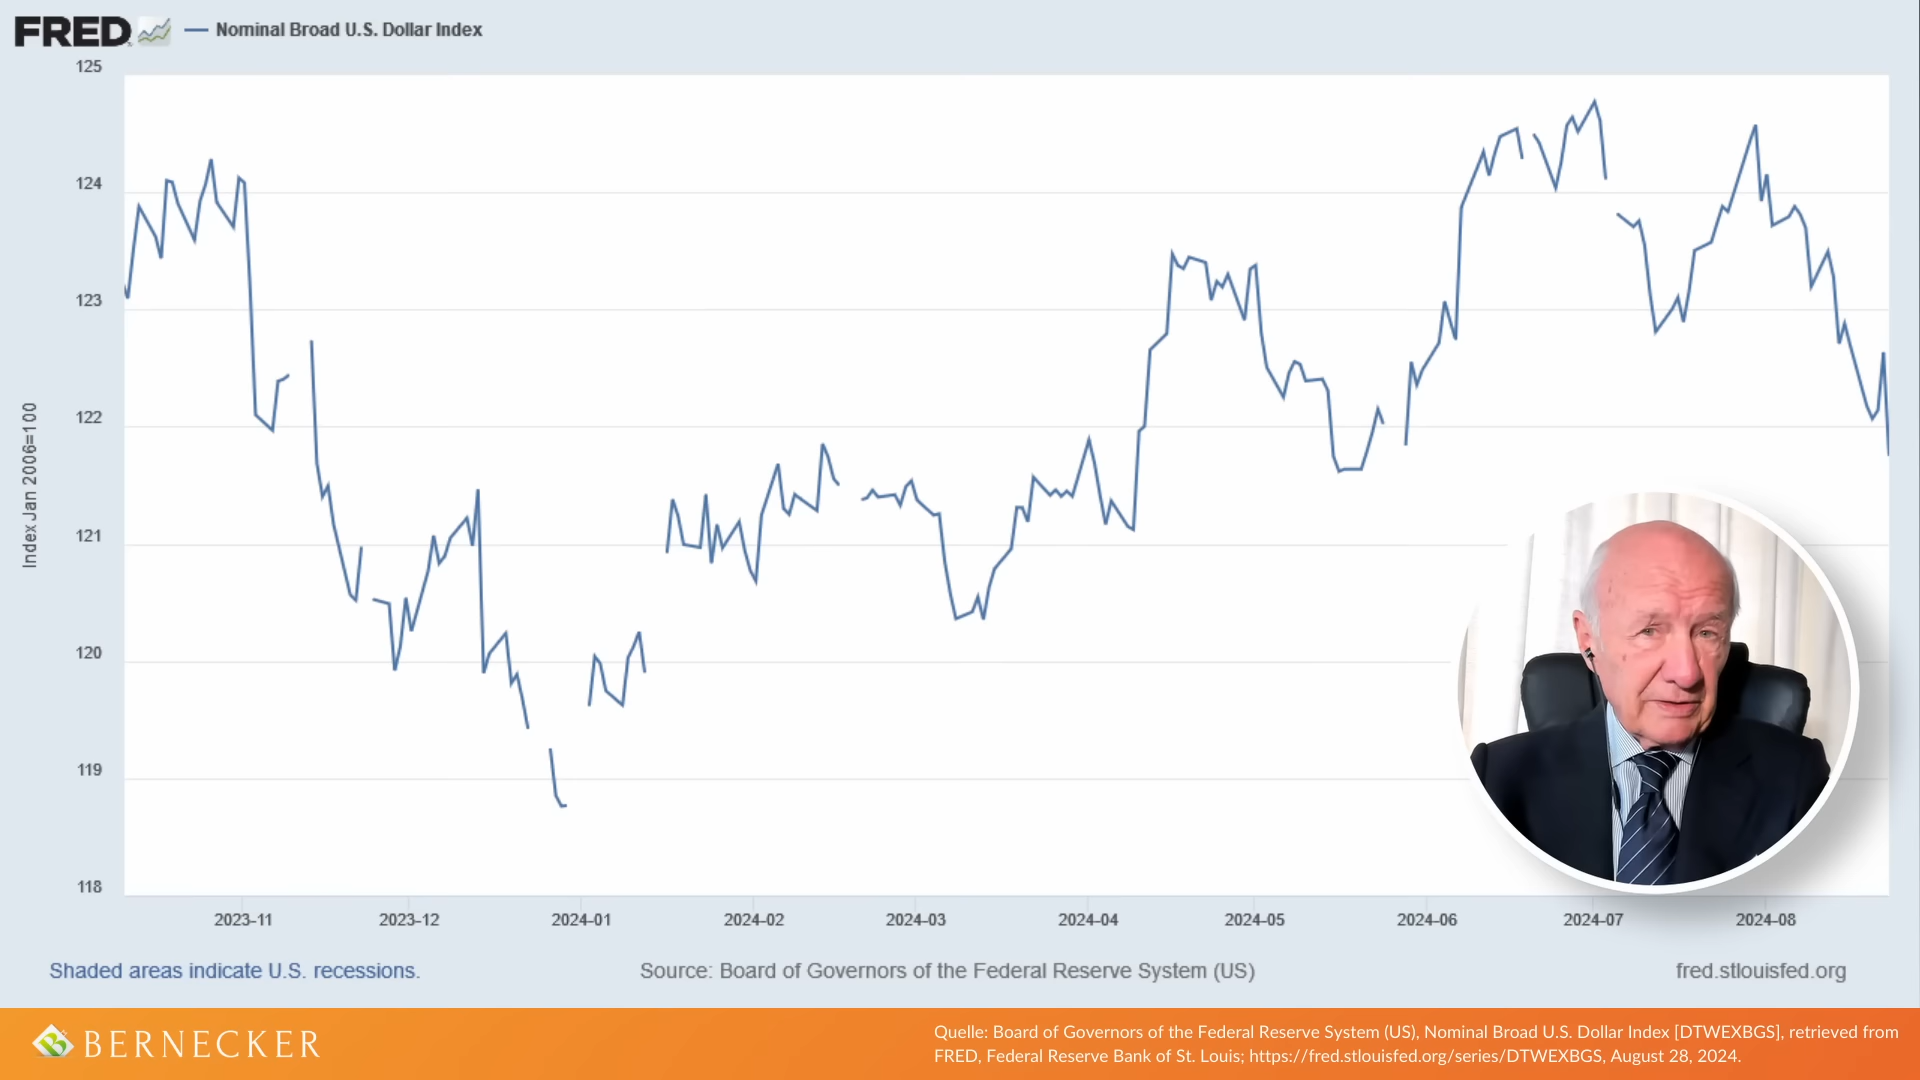 FRED
Nominal Broad U.S. Dollar Index
125
124
123
122
121
120
119
118
Index Jan 2006=100
2023-11 2023-12 2024-01 2024-02 2024-03 2024-04 2024-05 2024-06 2024-07 2024-08
Shaded areas indicate U.S. recessions.
Source: Board of Governors of the Federal Reserve System (US)
fred.stlouisfed.org
BERNECKER
Quelle: Board of Governors of the Federal Reserve System (US), Nominal Broad U.S. Dollar Index [DTWEXBGS], retrieved from
FRED, Federal Reserve Bank of St. Louis; https://fred.stlouisfed.org/series/DTWEXBGS, August 28, 2024.